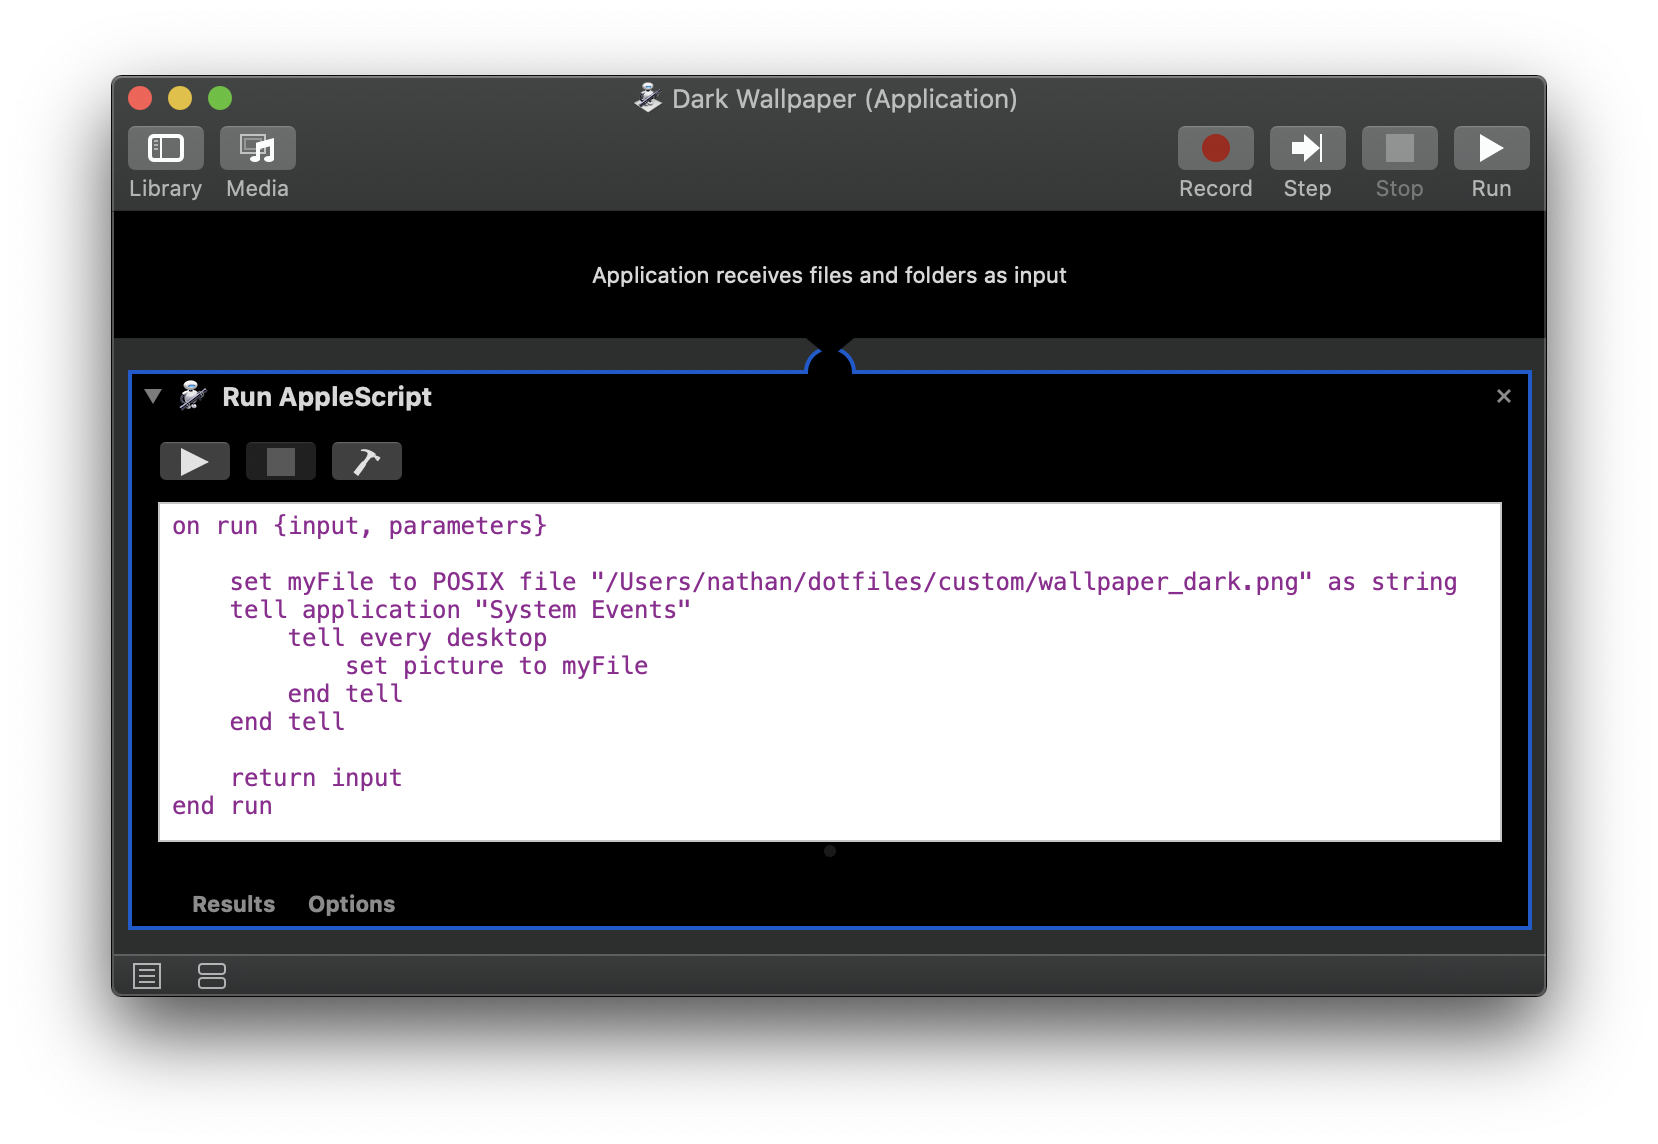 Dark Wallpaper (Application)
Library Media Record Step Stop Run
Application receives files and folders as input
Run AppleScript
on run {input, parameters}
set myFile to POSIX file "/Users/nathan/dotfiles/custom/wallpaper_dark.png" as string
tell application "System Events"
tell every desktop
set picture to myFile
end tell
end tell
return input
end run
Results Options